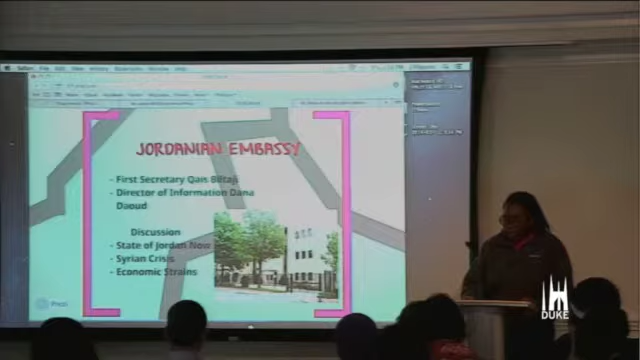 JORDANIAN EMBASSY
- First Secretary Qais Biltaji
- Director of Information Dana
Daoud
Discussion
- State of Jordan Now
- Syrian Crisis
- Economic Strains
Prezi
DUKE